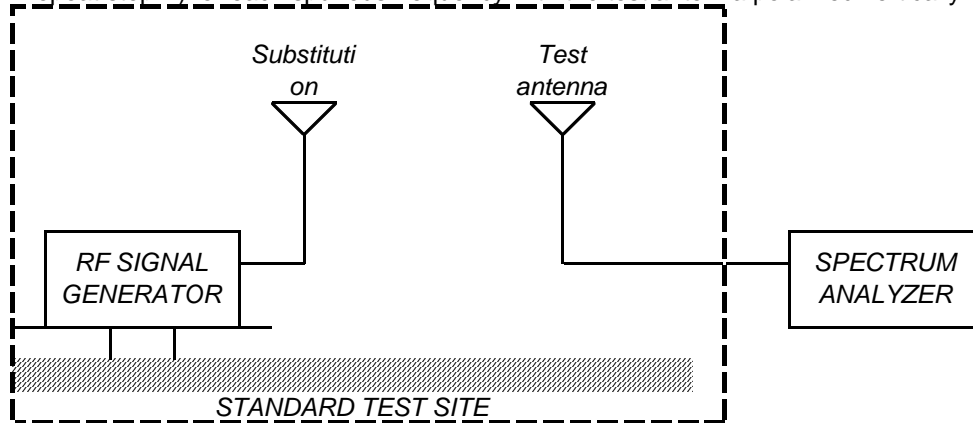 Substituti
on
Test
antenna
RF SIGNAL
GENERATOR
SPECTRUM
ANALYZER
STANDARD TEST SITE